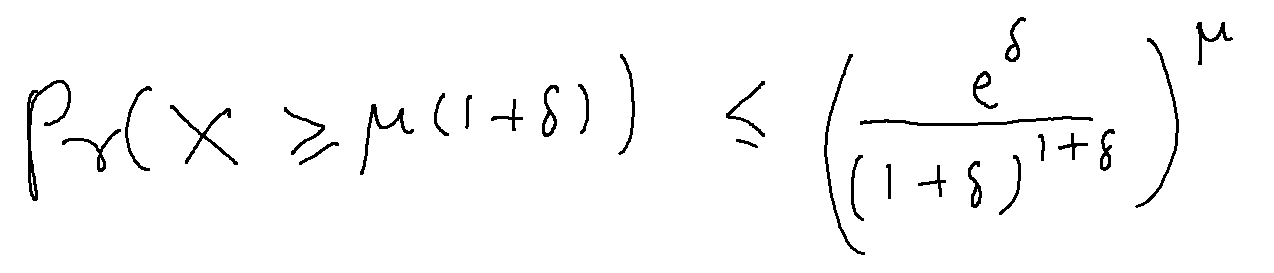 Pr(X ≥ μ(1+δ)) ≤ (e^δ / (1+δ)^{1+δ})^μ